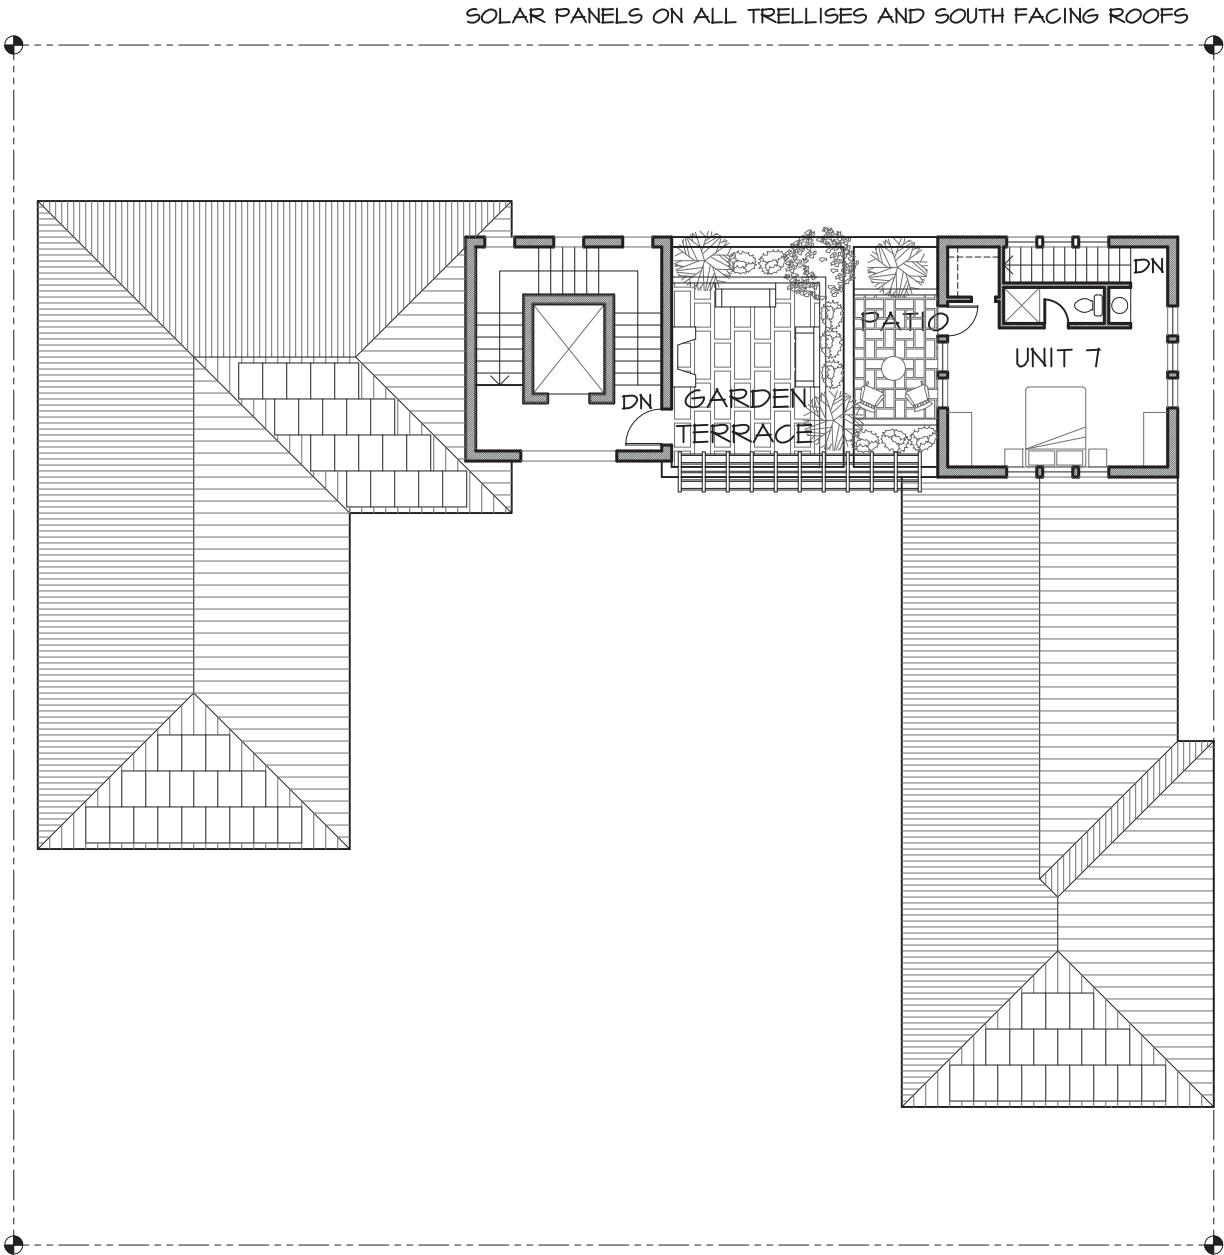 SOLAR PANELS ON ALL TRELLISES AND SOUTH FACING ROOFS
DN
PATIO
UNIT 7
DN
GARDEN
TERRACE